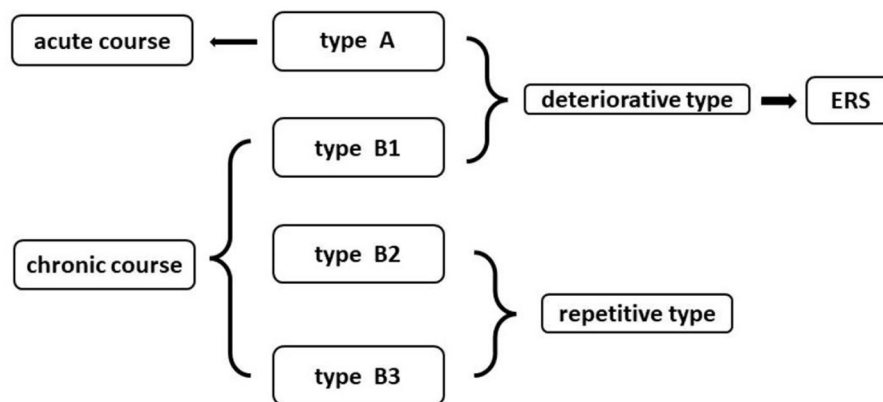 acute course
type A
deteriorative type
ERS
type B1
chronic course
type B2
repetitive type
type B3